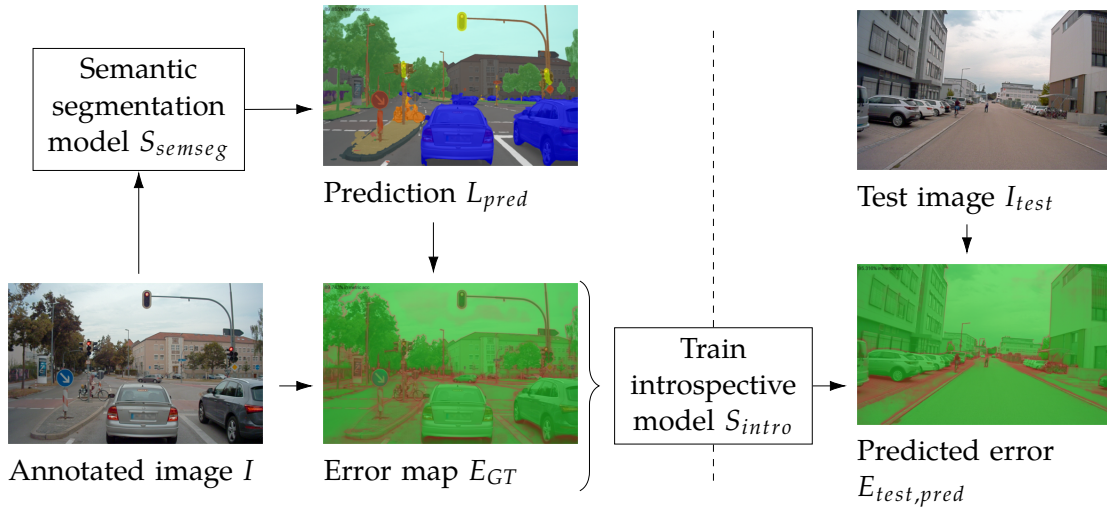 Semantic
segmentation
model S_semseg
Prediction L_pred
Test image I_test
Annotated image I
Error map E_GT
Train
introspective
model S_intro
Predicted error
E_test,pred